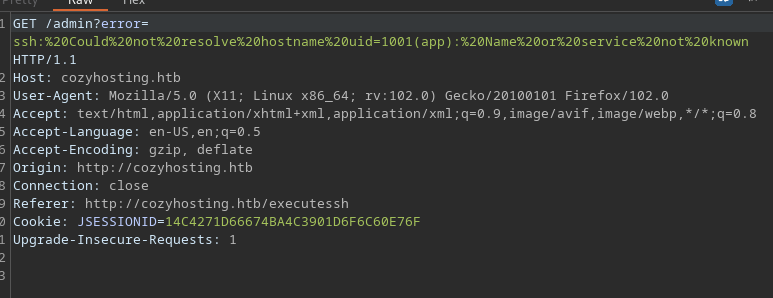 Pretty Raw Hex
1 GET /admin?error=
ssh:%20Could%20not%20resolve%20hostname%20uid=1001(app):%20Name%20or%20service%20not%20known
HTTP/1.1
2 Host: cozyhosting.htb
3 User-Agent: Mozilla/5.0 (X11; Linux x86_64; rv:102.0) Gecko/20100101 Firefox/102.0
4 Accept: text/html,application/xhtml+xml,application/xml;q=0.9,image/avif,image/webp,*/*;q=0.8
5 Accept-Language: en-US,en;q=0.5
6 Accept-Encoding: gzip, deflate
7 Origin: http://cozyhosting.htb
8 Connection: close
9 Referer: http://cozyhosting.htb/executessh
0 Cookie: JSESSIONID=14C4271D66674BA4C3901D6F6C60E76F
1 Upgrade-Insecure-Requests: 1
2
3